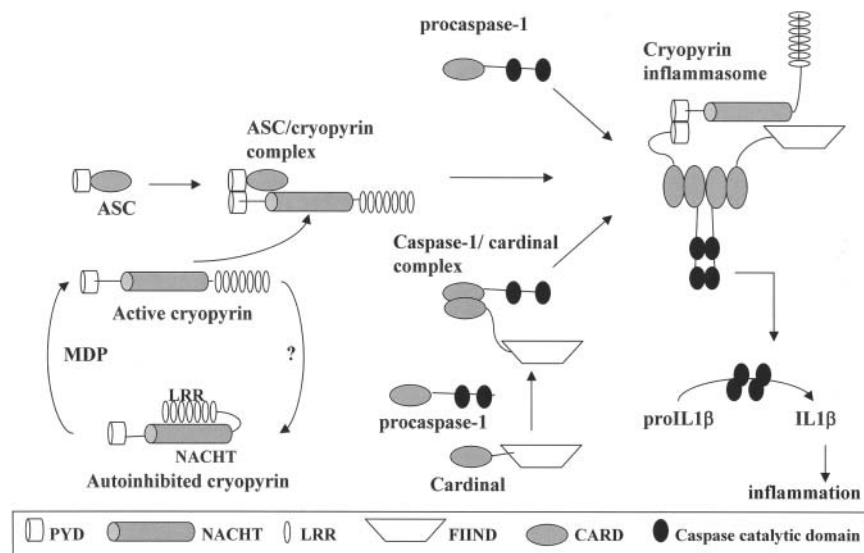 procaspase-1
Cryopyrin
inflammasome
ASC/cryopyrin
complex
ASC
Caspase-1/ cardinal
complex
Active cryopyrin
MDP
?
LRR
NACHT
Autoinhibited cryopyrin
procaspase-1
Cardinal
proIL1β
IL1β
inflammation
PYD
NACHT
LRR
FIIND
CARD
Caspase catalytic domain